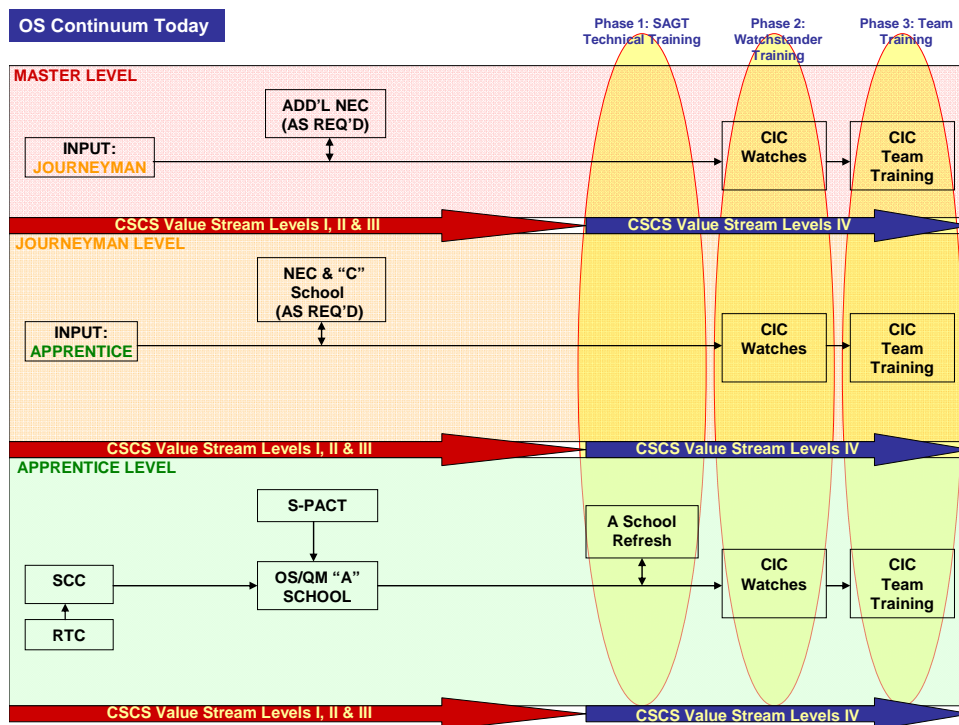 OS Continuum Today
Phase 1: SAGT
Technical Training
Phase 2:
Watchstander
Training
Phase 3: Team
Training
MASTER LEVEL
ADD’L NEC
(AS REQ’D)
INPUT:
JOURNEYMAN
CIC
Watches
CIC
Team
Training
CSCS Value Stream Levels I, II & III
CSCS Value Stream Levels IV
JOURNEYMAN LEVEL
NEC & “C”
School
(AS REQ’D)
INPUT:
APPRENTICE
CIC
Watches
CIC
Team
Training
CSCS Value Stream Levels I, II & III
CSCS Value Stream Levels IV
APPRENTICE LEVEL
S-PACT
A School
Refresh
SCC
OS/QM “A”
SCHOOL
CIC
Watches
CIC
Team
Training
RTC
CSCS Value Stream Levels I, II & III
CSCS Value Stream Levels IV